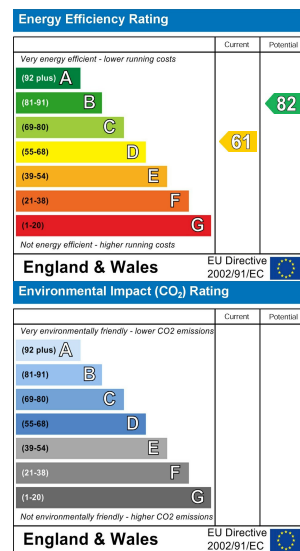 Energy Efficiency Rating
Current Potential
Very energy efficient - lower running costs
(92 plus) A
(81-91) B
82
(69-80) C
61
(55-68) D
(39-54) E
(21-38) F
(1-20) G
Not energy efficient - higher running costs
England & Wales
EU Directive
2002/91/EC
Environmental Impact (CO₂) Rating
Current Potential
Very environmentally friendly - lower CO2 emissions
(92 plus) A
(81-91) B
(69-80) C
(55-68) D
(39-54) E
(21-38) F
(1-20) G
Not environmentally friendly - higher CO2 emissions
England & Wales
EU Directive
2002/91/EC